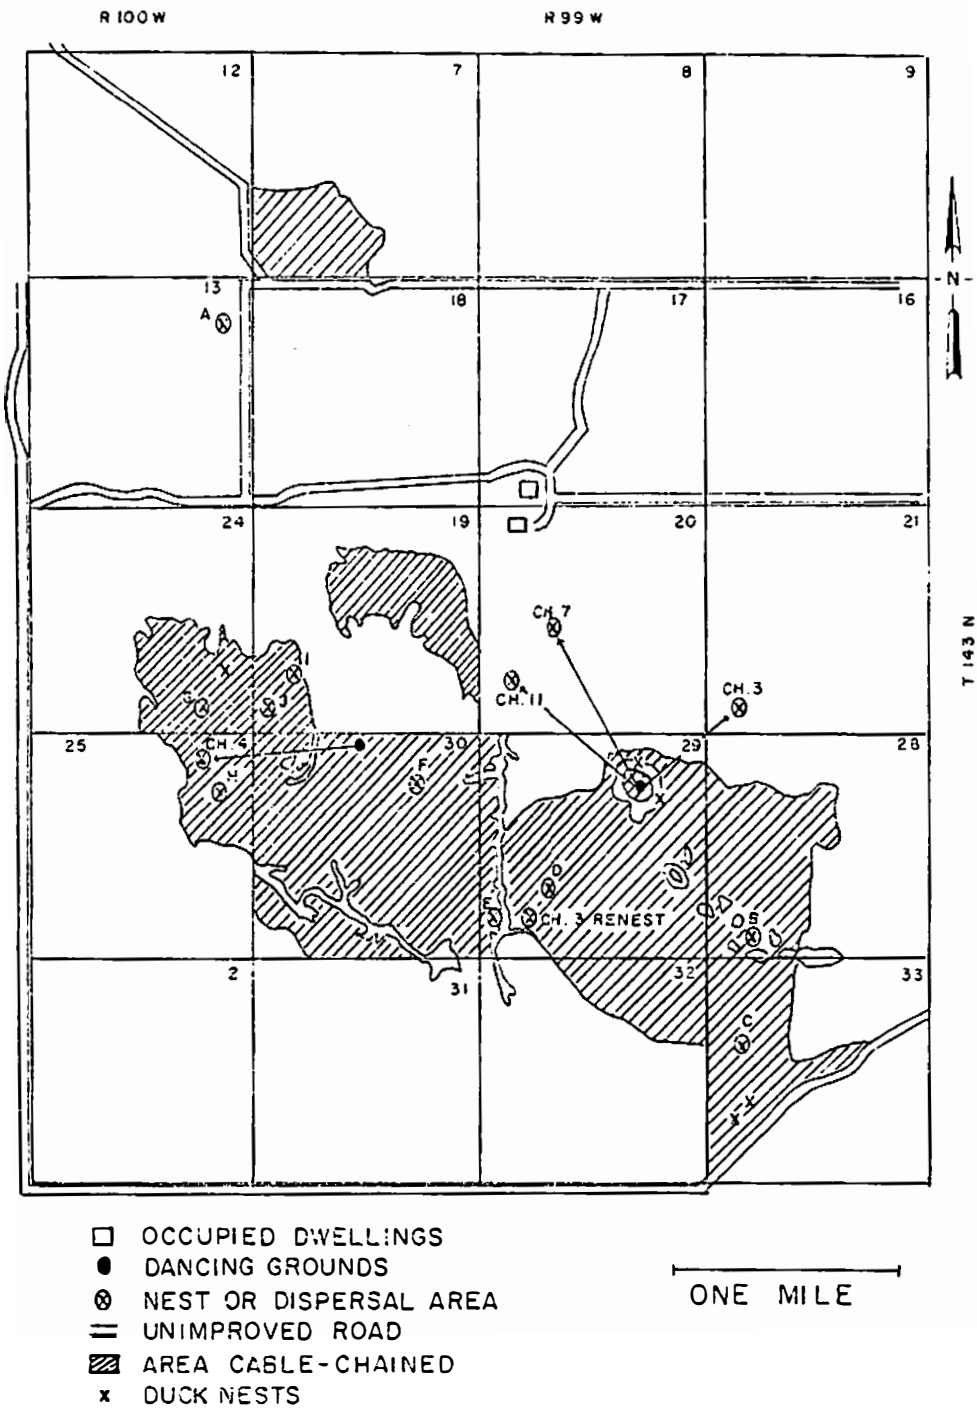 R 100 W R 99 W
12 7 8 9
N
13 18 17 16
A
24 19 20 21
CH. 7
T 143 N
I
CH. 11 CH. 3
J
25 30 29 28
CH. 4
F
H
D
E CH. 3 RENEST
B
2 31 32 33
C
OCCUPIED DWELLINGS
DANCING GROUNDS
NEST OR DISPERSAL AREA
UNIMPROVED ROAD
AREA CABLE-CHAINED
X DUCK NESTS
ONE MILE